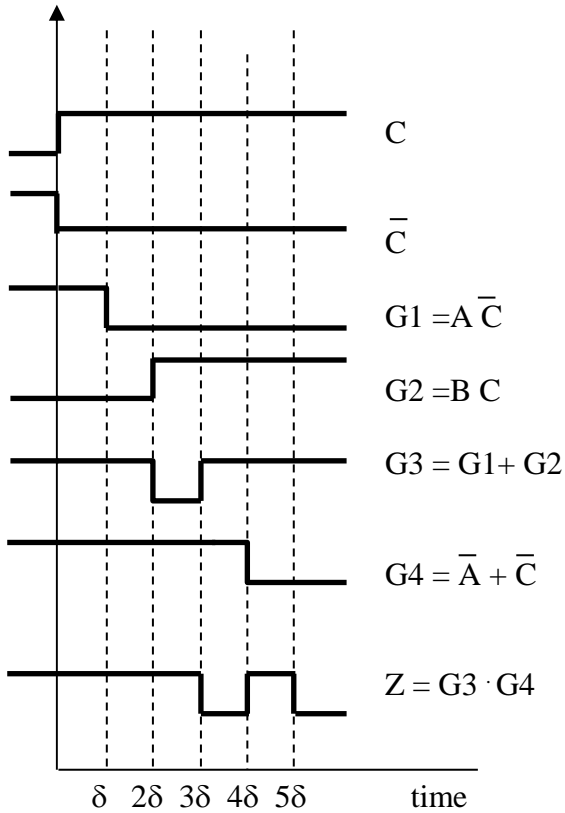 C
C̅
G1 =A C̅
G2 =B C
G3 = G1+ G2
G4 = A̅ + C̅
Z = G3 · G4
δ 2δ 3δ 4δ 5δ time